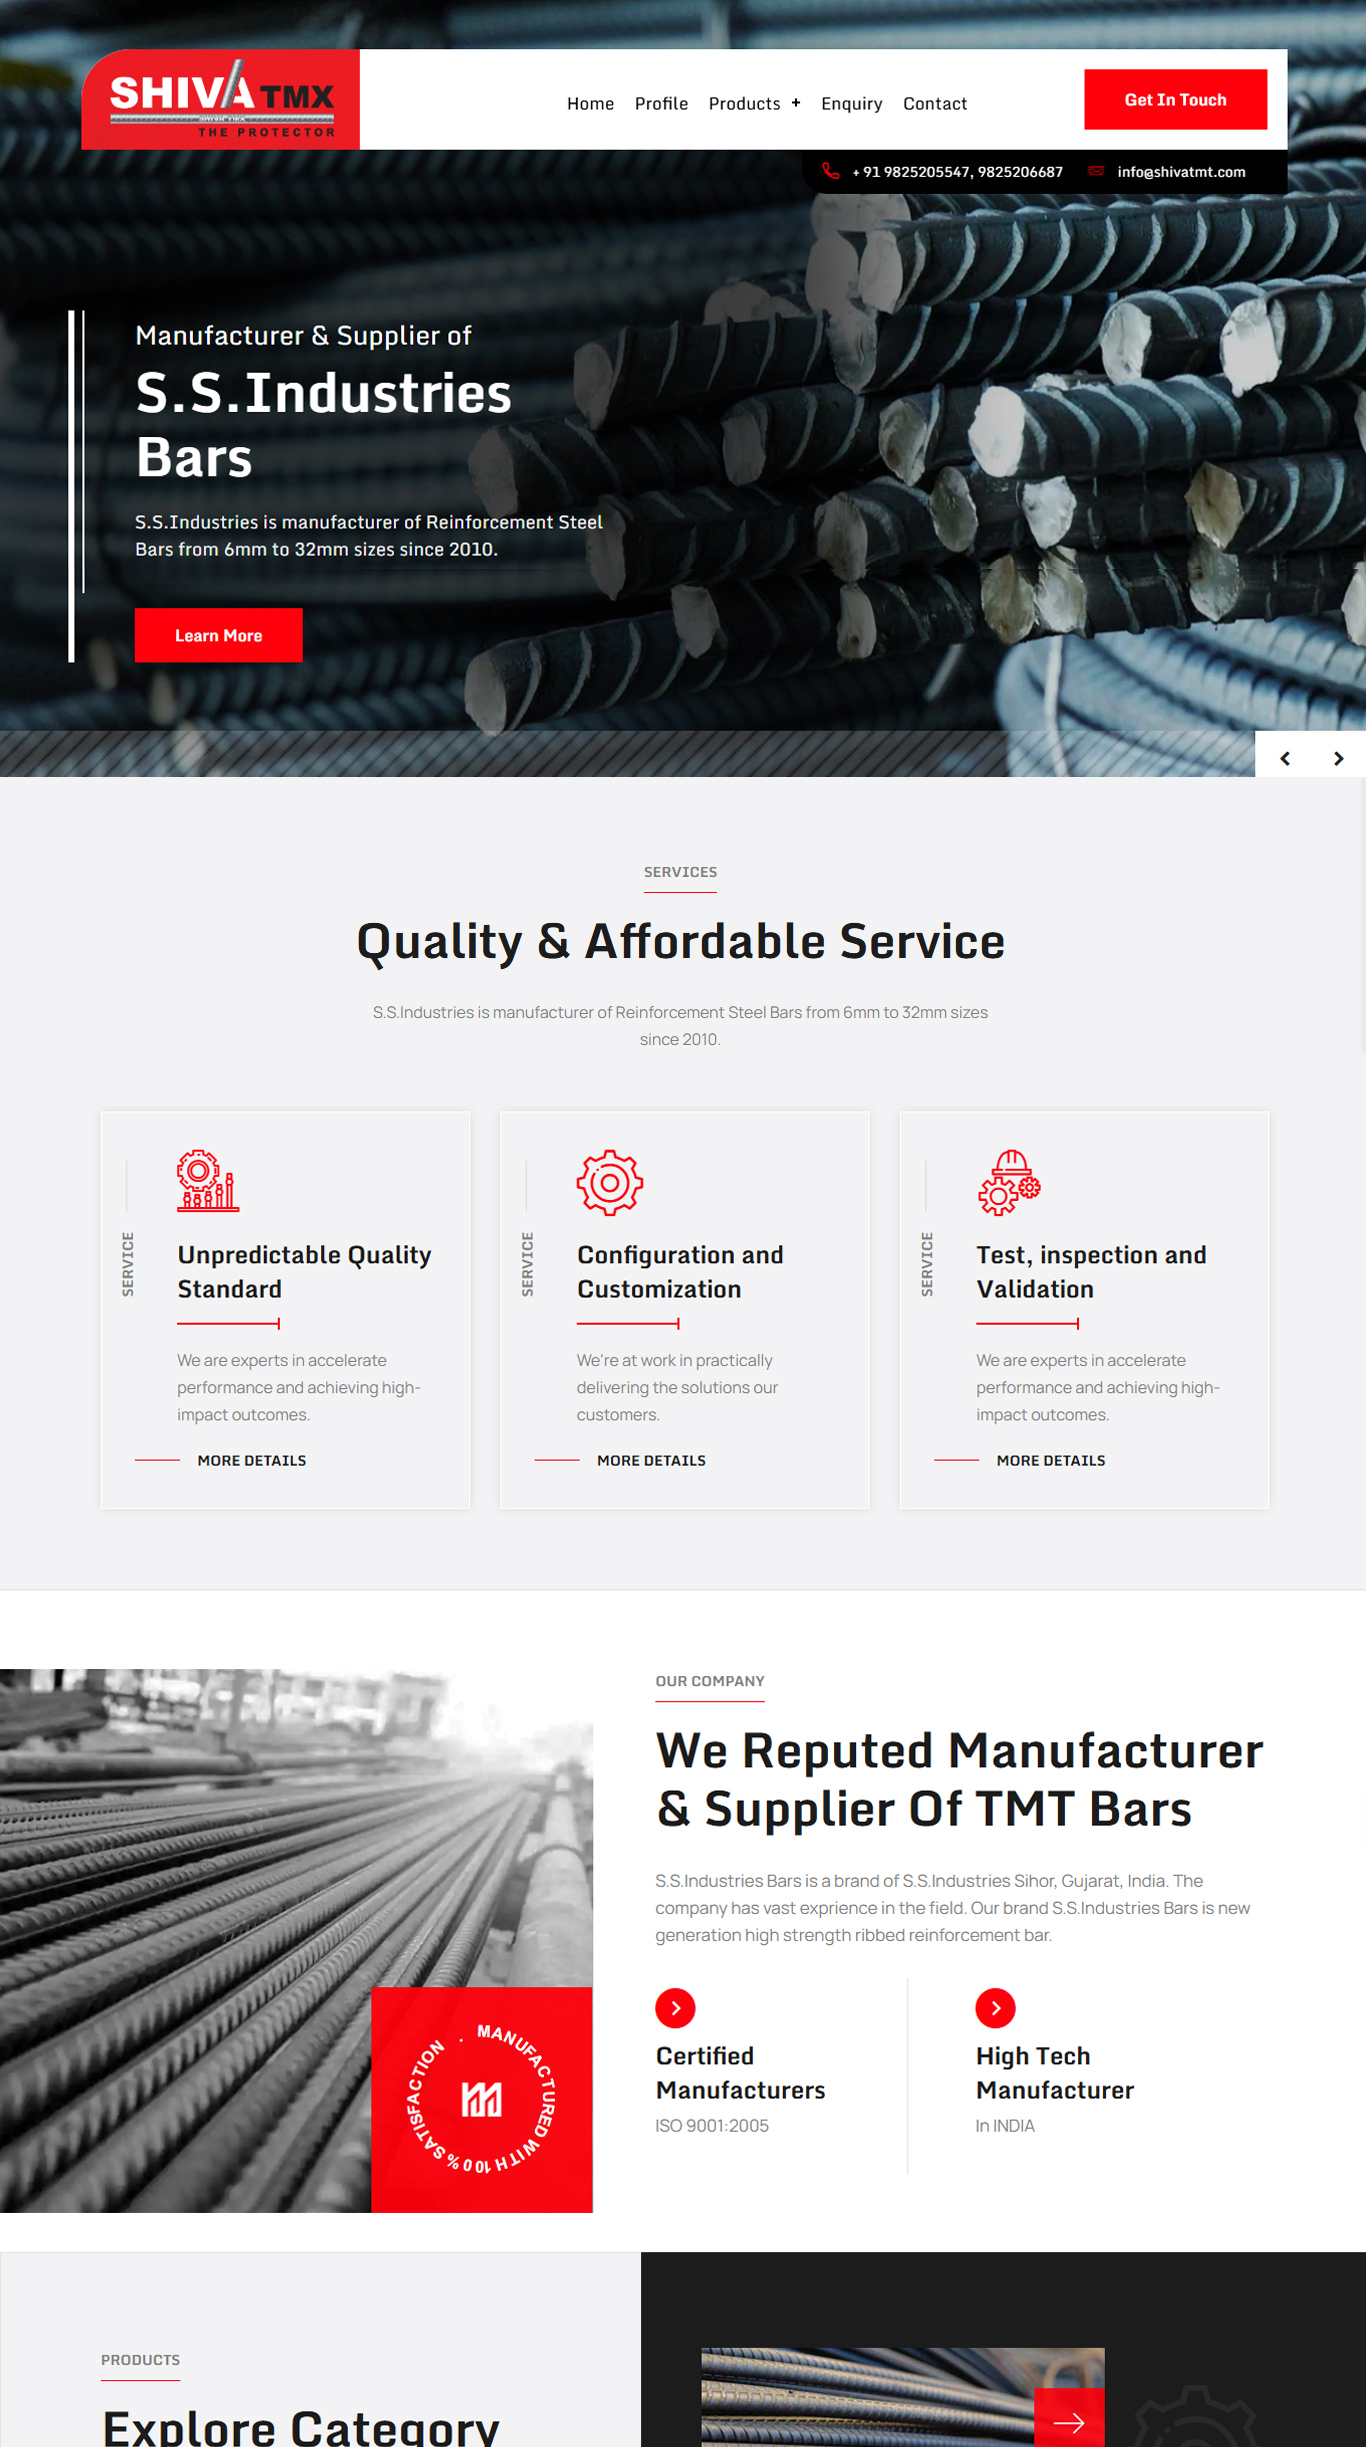 SHIVA TMX
THE PROTECTOR
Home Profile Products + Enquiry Contact
Get In Touch
+ 91 9825205547, 9825206687 info@shivatmt.com
Manufacturer & Supplier of
S.S.Industries
Bars
S.S.Industries is manufacturer of Reinforcement Steel
Bars from 6mm to 32mm sizes since 2010.
Learn More
SERVICES
Quality & Affordable Service
S.S.Industries is manufacturer of Reinforcement Steel Bars from 6mm to 32mm sizes
since 2010.
SERVICE
Unpredictable Quality
Standard
We are experts in accelerate
performance and achieving high-
impact outcomes.
MORE DETAILS
SERVICE
Configuration and
Customization
We're at work in practically
delivering the solutions our
customers.
MORE DETAILS
SERVICE
Test, inspection and
Validation
We are experts in accelerate
performance and achieving high-
impact outcomes.
MORE DETAILS
MANUFACTURED WITH 100% SATISFACTION .
OUR COMPANY
We Reputed Manufacturer
& Supplier Of TMT Bars
S.S.Industries Bars is a brand of S.S.Industries Sihor, Gujarat, India. The
company has vast exprience in the field. Our brand S.S.Industries Bars is new
generation high strength ribbed reinforcement bar.
Certified
Manufacturers
ISO 9001:2005
High Tech
Manufacturer
In INDIA
PRODUCTS
Explore Category